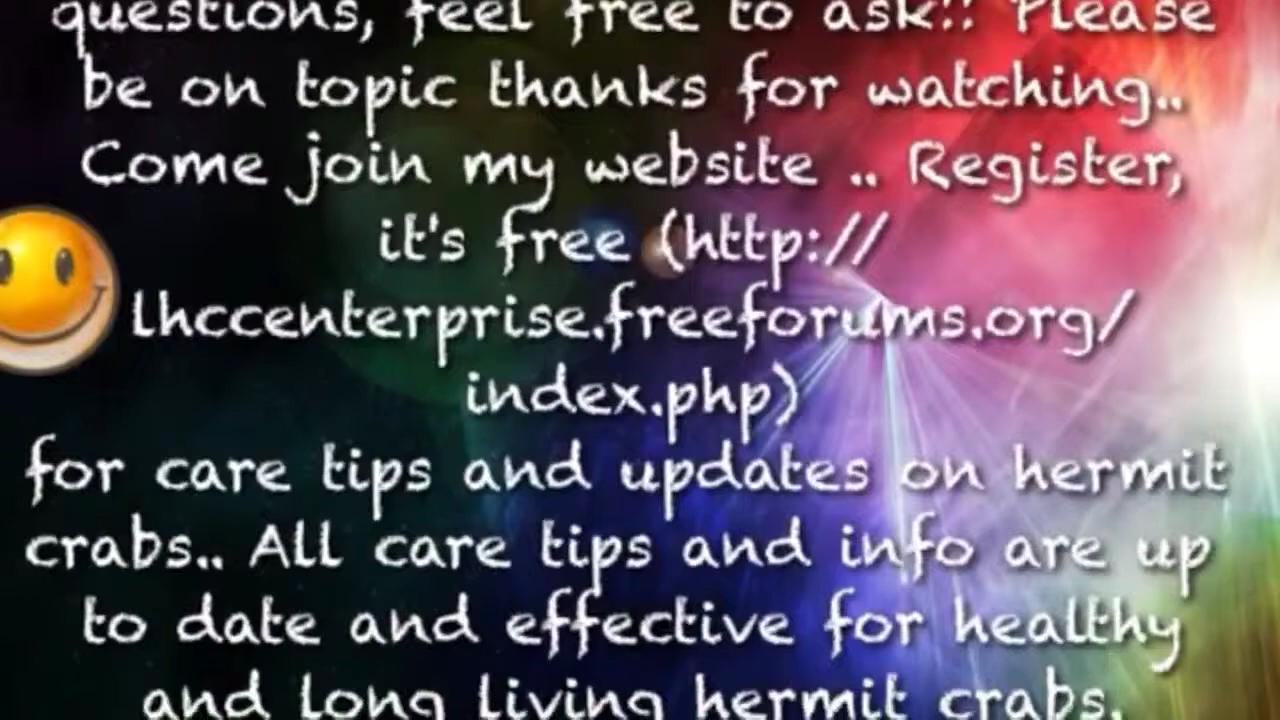 questions, feel free to ask!! Please
be on topic thanks for watching..
Come join my website .. Register,
it's free (http://
lhccenterprise.freeforums.org/
index.php)
for care tips and updates on hermit
crabs.. All care tips and info are up
to date and effective for healthy
and long living hermit crabs.